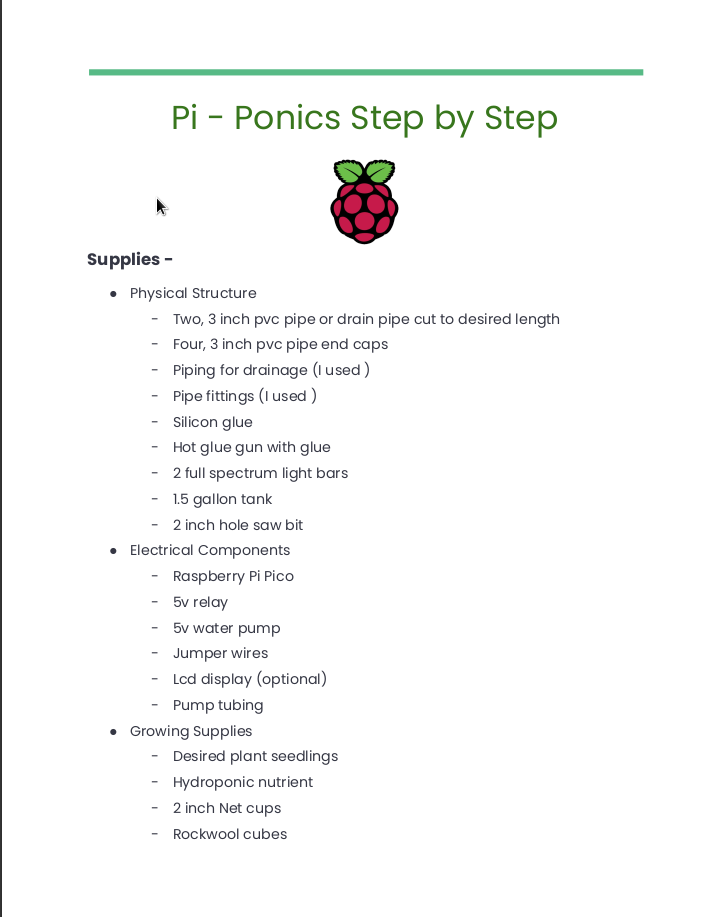 Pi - Ponics Step by Step
Supplies -
● Physical Structure
- Two, 3 inch pvc pipe or drain pipe cut to desired length
- Four, 3 inch pvc pipe end caps
- Piping for drainage (I used )
- Pipe fittings (I used )
- Silicon glue
- Hot glue gun with glue
- 2 full spectrum light bars
- 1.5 gallon tank
- 2 inch hole saw bit
● Electrical Components
- Raspberry Pi Pico
- 5v relay
- 5v water pump
- Jumper wires
- Lcd display (optional)
- Pump tubing
● Growing Supplies
- Desired plant seedlings
- Hydroponic nutrient
- 2 inch Net cups
- Rockwool cubes